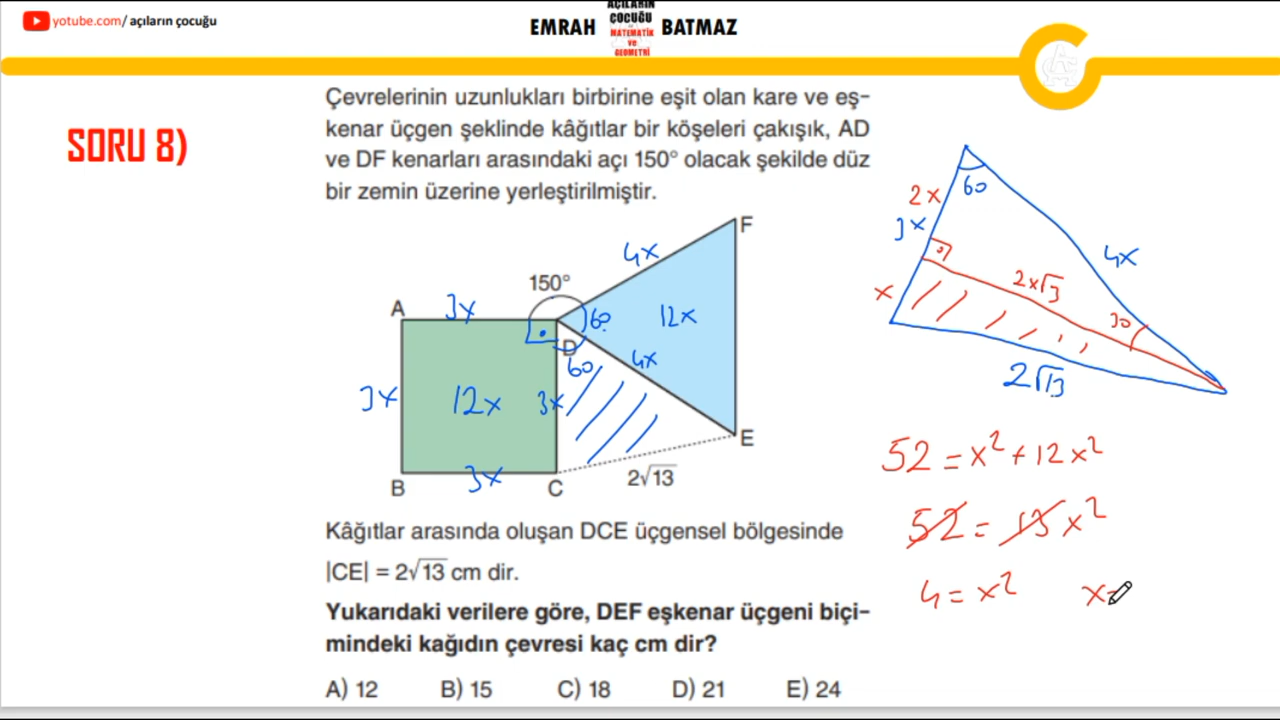 yotube.com/ açıların çocuğu
EMRAH
AÇILARIN
ÇOCUĞU
MATEMATİK
ve
GEOMETRİ
BATMAZ
SORU 8)
Çevrelerinin uzunlukları birbirine eşit olan kare ve eş-
kenar üçgen şeklinde kâğıtlar bir köşeleri çakışık, AD
ve DF kenarları arasındaki açı 150° olacak şekilde düz
bir zemin üzerine yerleştirilmiştir.
F
4x
150°
A
3x
60
12x
D
60
4x
3x
12x
3x
E
2√13
B
3x
C
60
2x
3x
4x
2x√3
x
30
2√13
52 = x² + 12x²
52 = 13x²
4 = x²
x=
Kâğıtlar arasında oluşan DCE üçgensel bölgesinde
|CE| = 2√13 cm dir.
Yukarıdaki verilere göre, DEF eşkenar üçgeni biçi-
mindeki kağıdın çevresi kaç cm dir?
A) 12 B) 15 C) 18 D) 21 E) 24